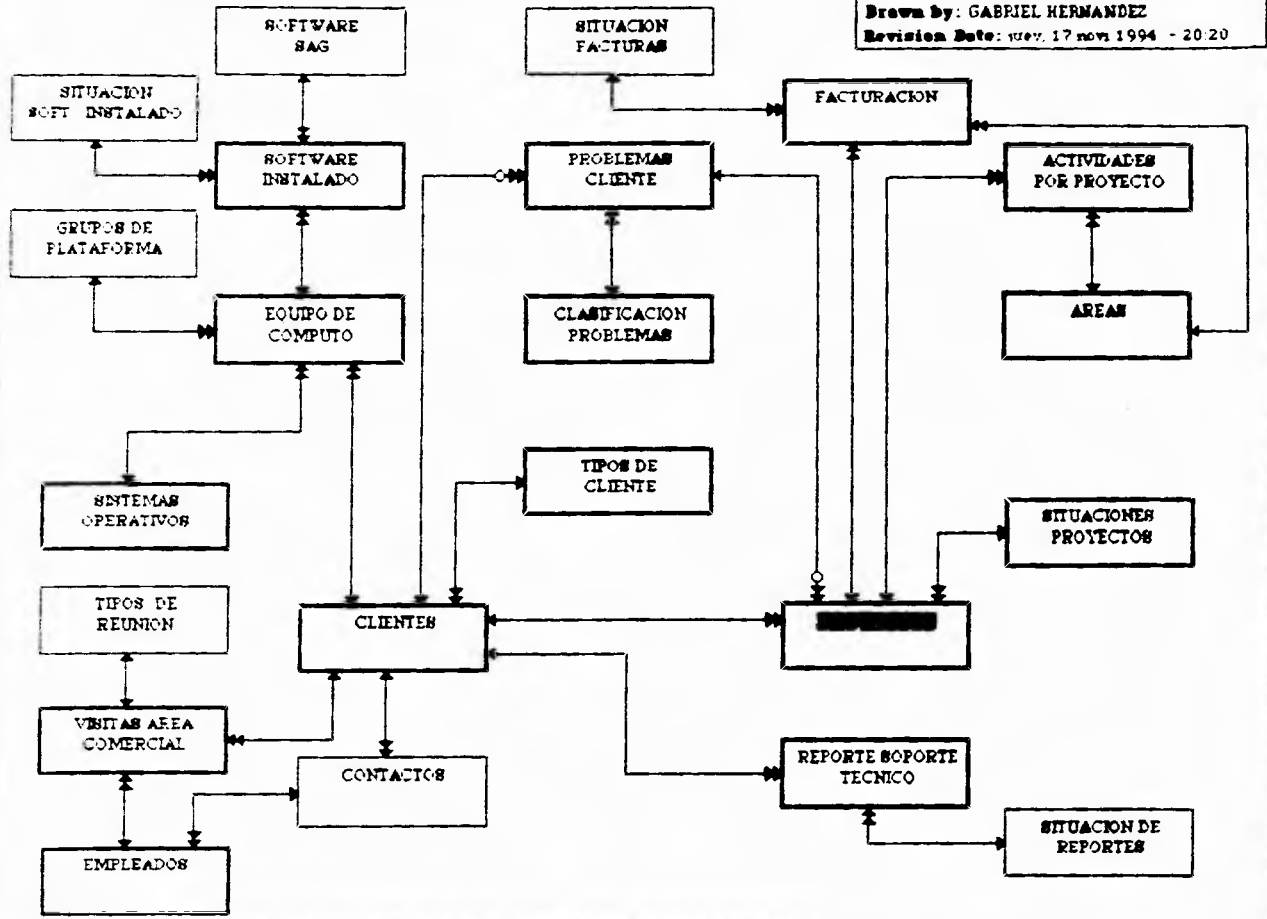 SOFTWARE
SAG
SITUACION
FACTURAS
Drawn by: GABRIEL HERNANDEZ
Revision Date: 17 nov 1994 - 20:20
SITUACION
SOFT INSTALADO
FACTURACION
SOFTWARE
INSTALADO
PROBLEMAS
CLIENTE
ACTIVIDADES
POR PROYECTO
GRUPOS DE
PLATAFORMA
EQUIPO DE
COMPUTO
CLASIFICACION
PROBLEMAS
AREAS
TIPOS DE
CLIENTE
SISTEMAS
OPERATIVOS
SITUACIONES
PROYECTOS
TIPOS DE
REUNION
CLIENTES
VISITAS AREA
COMERCIAL
CONTACTOS
REPORTE SOPORTE
TECNICO
SITUACION DE
REPORTES
EMPLEADOS